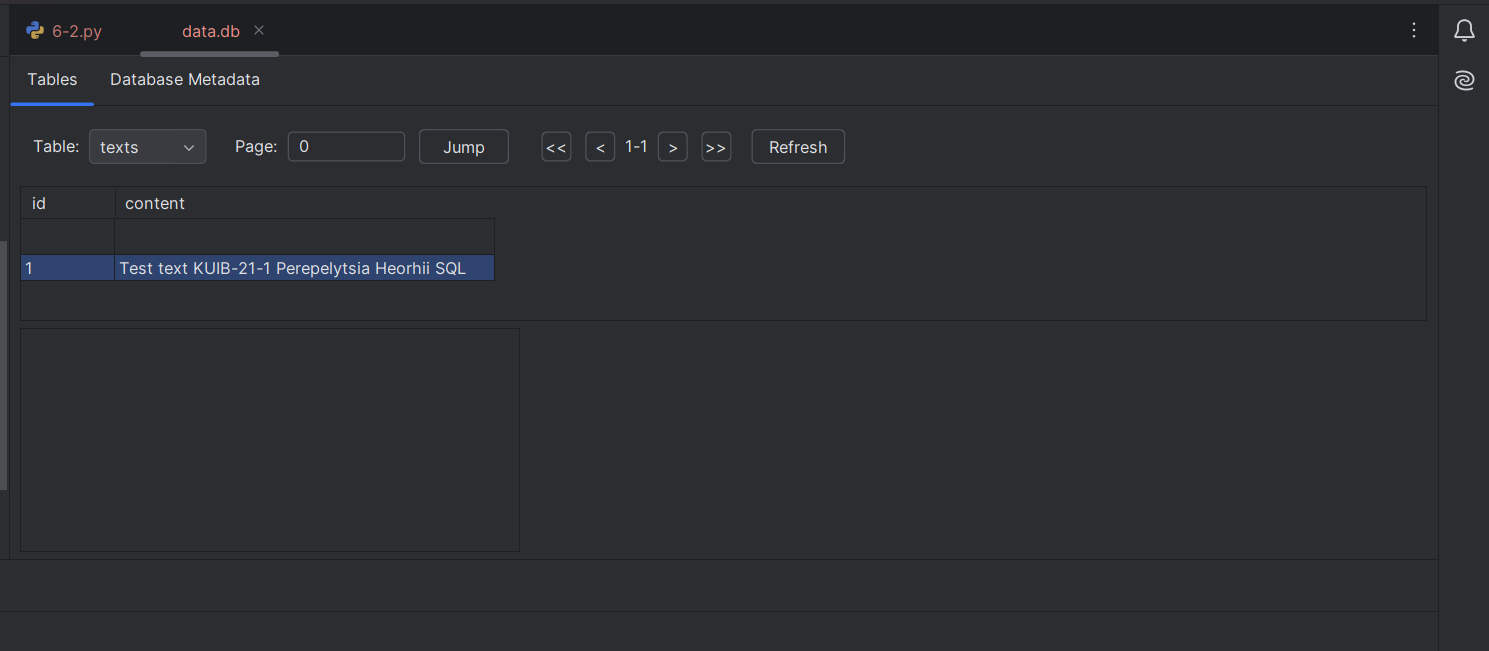 6-2.py data.db
Tables Database Metadata
Table: texts Page: 0 Jump << < 1-1 > >> Refresh
id content
1 Test text KUIB-21-1 Perepelytsia Heorhii SQL